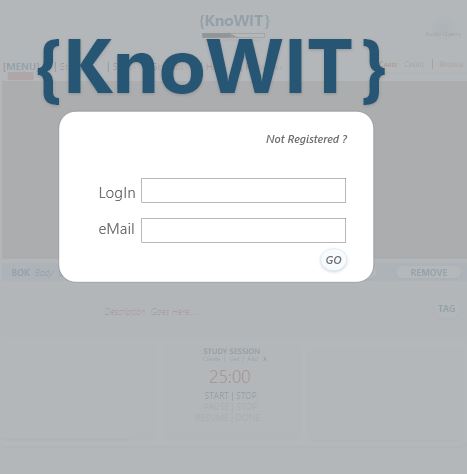 {KnoWIT}
{KnoWIT}
[MENU]
Not Registered ?
LogIn
eMail
GO
BOK Body
REMOVE
Description Goes Here....
TAG
STUDY SESSION
25:00
START | STOP
PAUSE | STOP
RESUME | DONE